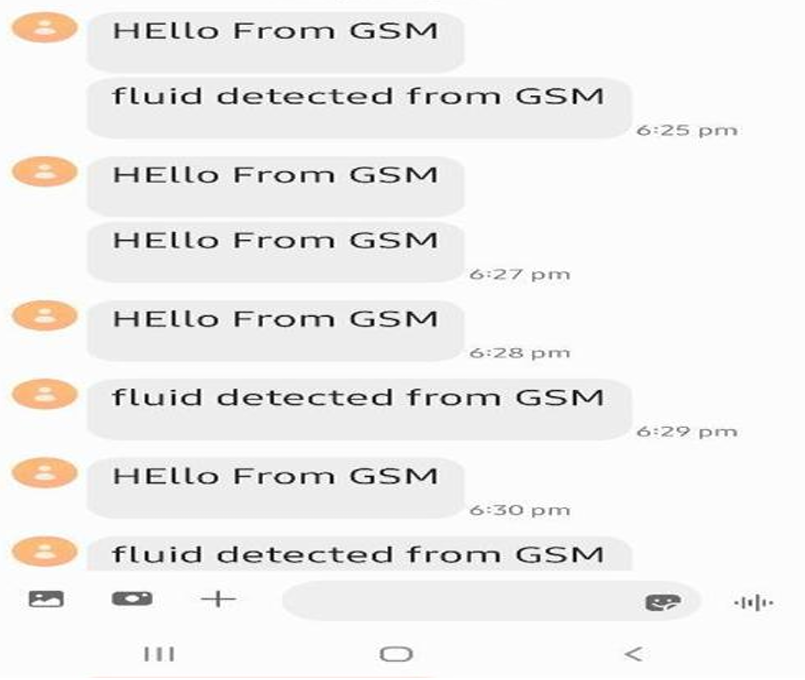 HEllo From GSM
fluid detected from GSM
6:25 pm
HEllo From GSM
HEllo From GSM
6:27 pm
HEllo From GSM
6:28 pm
fluid detected from GSM
6:29 pm
HEllo From GSM
6:30 pm
fluid detected from GSM